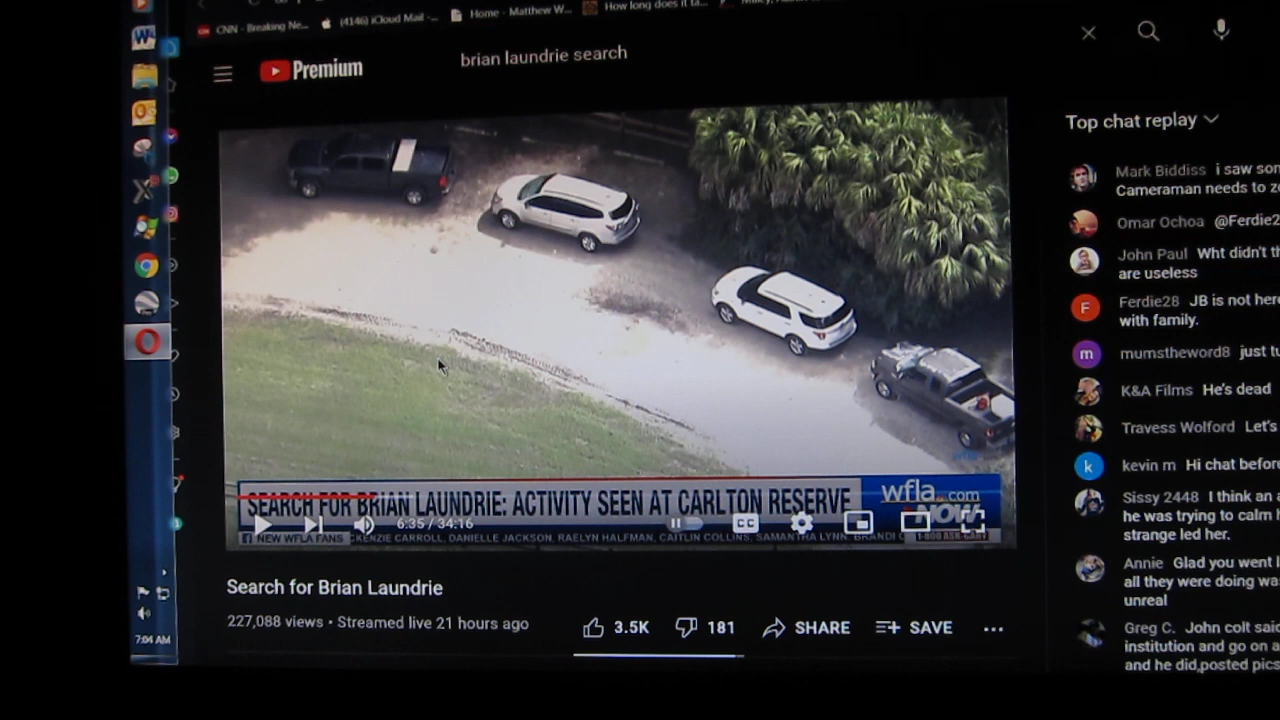 CNN - Breaking Ne...
(4146) iCloud Mail -...
Home - Matthew W...
How long does it ta...
Premium
brian laundrie search
Top chat replay
Mark Biddiss i saw
Cameraman needs to
Omar Ochoa @Ferdie2
John Paul Wht didn't
are useless
Ferdie28 JB is not
with family.
mumstheword8 just
K&A Films He's dead
Travess Wolford Let's
kevin m Hi chat
Sissy 2448 I think an
he was trying to calm
strange led her.
Annie Glad you went
all they were doing
unreal
Greg C. John colt said
institution and go on
and he did,posted pics
SEARCH FOR BRIAN LAUNDRIE: ACTIVITY SEEN AT CARLTON RESERVE
wfla.com
NOW
6:35 / 34:16
CC
NEW WFLA FANS
KENZIE CARROLL, DANIELLE JACKSON, RAELYN HALFMAN, CAITLIN COLLINS, SAMANTHA LYNN, BRANDI
Search for Brian Laundrie
227,088 views • Streamed live 21 hours ago
3.5K
181
SHARE
SAVE
7:04 AM